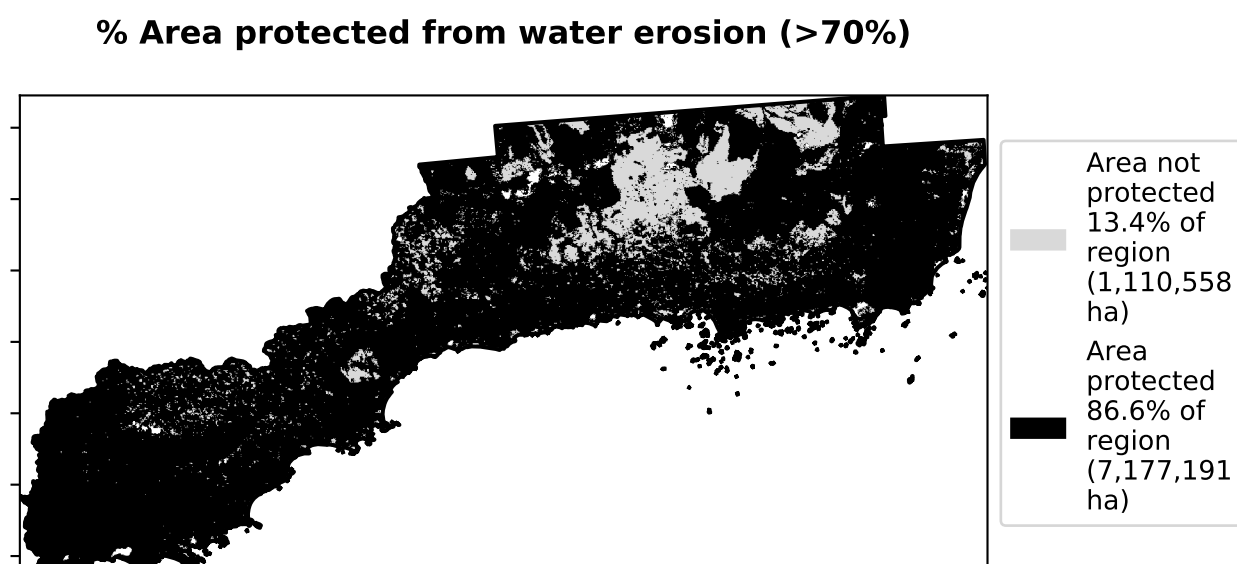 % Area protected from water erosion (>70%)
Area not
protected
13.4% of
region
(1,110,558
ha)
Area
protected
86.6% of
region
(7,177,191
ha)